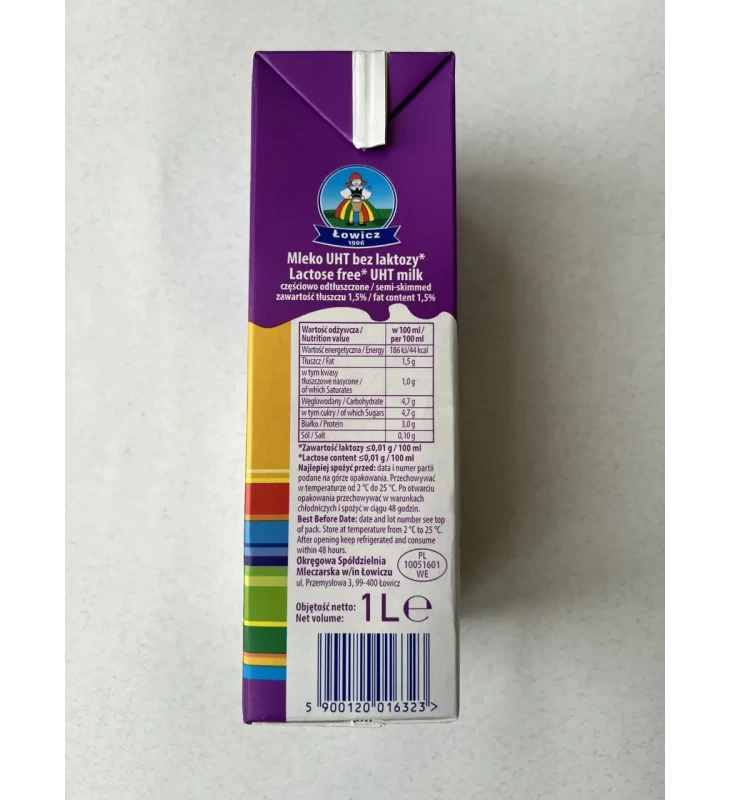 Łowicz
1906
Mleko UHT bez laktozy*
Lactose free* UHT milk
częściowo odtłuszczone / semi-skimmed
zawartość tłuszczu 1,5% / fat content 1,5%
Wartość odżywcza / w 100 ml /
Nutrition value per 100 ml
Wartość energetyczna / Energy 186 kJ/44 kcal
Tłuszcz / Fat 1,5 g
w tym kwasy
tłuszczowe nasycone / 1,0 g
of which Saturates
Węglowodany / Carbohydrate 4,7 g
w tym cukry / of which Sugars 4,7 g
Białko / Protein 3,0 g
Sól / Salt 0,10 g
*Zawartość laktozy ≤0,01 g / 100 ml
*Lactose content ≤0,01 g / 100 ml
Najlepiej spożyć przed: data i numer partii
podane na górze opakowania. Przechowywać
w temperaturze od 2 °C do 25 °C. Po otwarciu
opakowania przechowywać w warunkach
chłodniczych i spożyć w ciągu 48 godzin.
Best Before Date: date and lot number see top
of pack. Store at temperature from 2 °C to 25 °C.
After opening keep refrigerated and consume
within 48 hours.
Okręgowa Spółdzielnia
Mleczarska w/in Łowiczu
ul. Przemysłowa 3, 99-400 Łowicz
PL
10051601
WE
Objętość netto: 1 L e
Net volume:
5 900120 016323 >